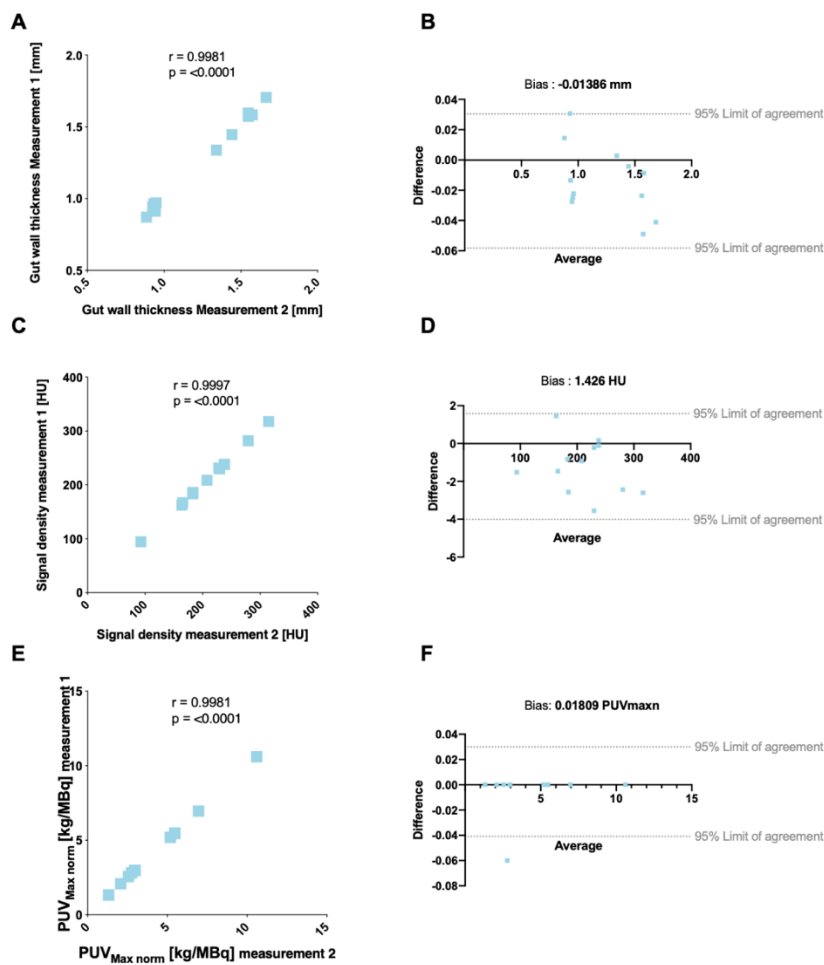 A
r = 0.9981
p = <0.0001
Gut wall thickness Measurement 1 [mm]
2.0
1.5
1.0
0.5
0.5
1.0
1.5
2.0
Gut wall thickness Measurement 2 [mm]
B
Bias : -0.01386 mm
Difference
0.04
0.02
0.00
-0.02
-0.04
-0.06
0.5
1.0
1.5
2.0
95% Limit of agreement
95% Limit of agreement
Average
C
r = 0.9997
p = <0.0001
Signal density measurement 1 [HU]
400
300
200
100
0
0
100
200
300
400
Signal density measurement 2 [HU]
D
Bias : 1.426 HU
Difference
2
0
-2
-4
-6
100
200
300
400
95% Limit of agreement
95% Limit of agreement
Average
E
r = 0.9981
p = <0.0001
PUVMax norm [kg/MBq] measurement 1
15
10
5
0
0
5
10
15
PUVMax norm [kg/MBq] measurement 2
F
Bias: 0.01809 PUVmaxn
Difference
0.04
0.02
0.00
-0.02
-0.04
-0.06
-0.08
5
10
15
95% Limit of agreement
95% Limit of agreement
Average